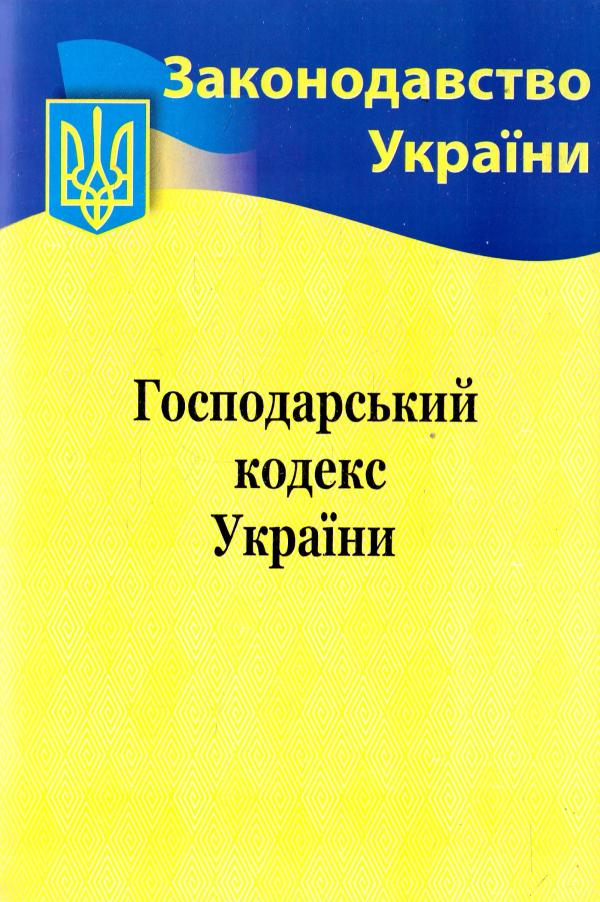 Законодавство
України
Господарський
кодекс
України